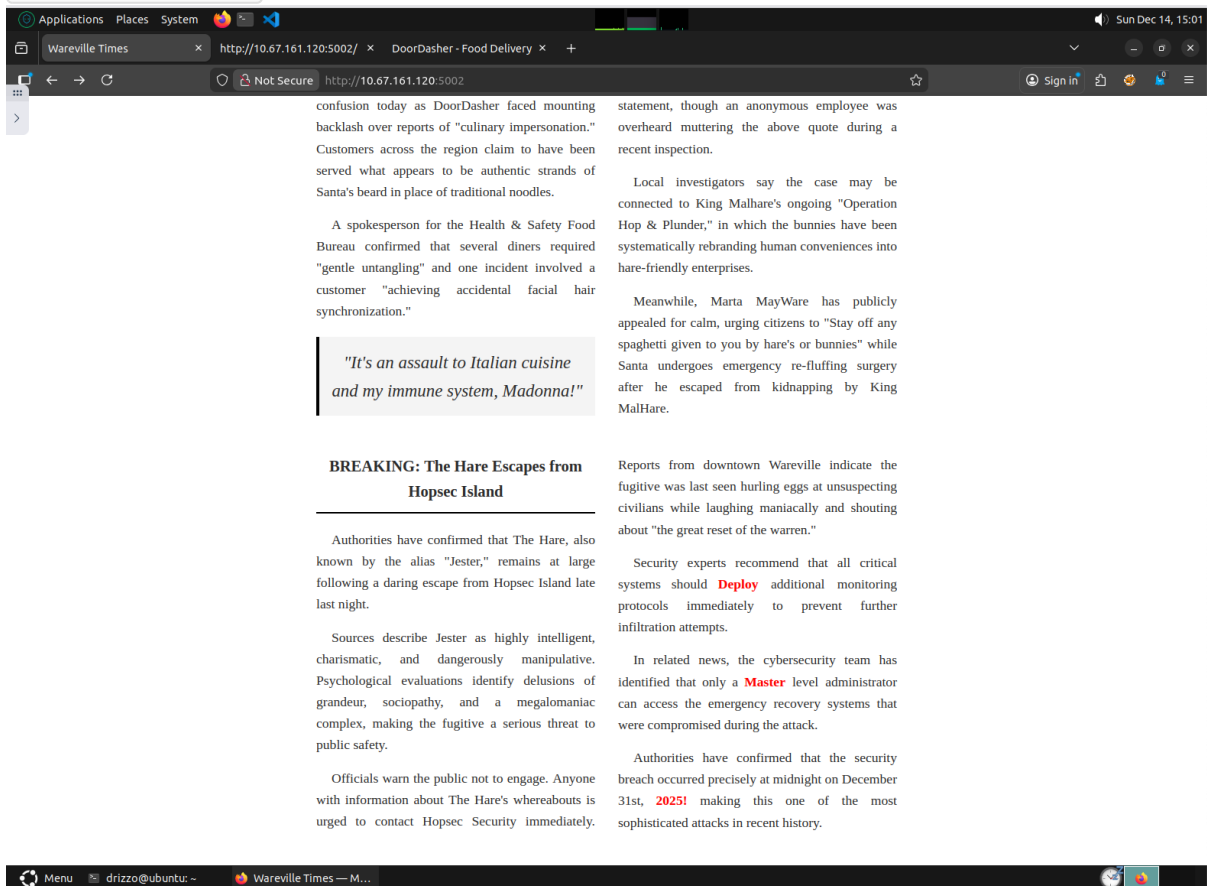 Applications Places System
Sun Dec 14, 15:01
Wareville Times ×
http://10.67.161.120:5002/ ×
DoorDasher - Food Delivery ×
+
Not Secure http://10.67.161.120:5002
Sign in
0
confusion today as DoorDasher faced mounting
backlash over reports of "culinary impersonation."
Customers across the region claim to have been
served what appears to be authentic strands of
Santa's beard in place of traditional noodles.
A spokesperson for the Health & Safety Food
Bureau confirmed that several diners required
"gentle untangling" and one incident involved a
customer "achieving accidental facial hair
synchronization."
"It's an assault to Italian cuisine
and my immune system, Madonna!"
statement, though an anonymous employee was
overheard muttering the above quote during a
recent inspection.
Local investigators say the case may be
connected to King Malhare's ongoing "Operation
Hop & Plunder," in which the bunnies have been
systematically rebranding human conveniences into
hare-friendly enterprises.
Meanwhile, Marta MayWare has publicly
appealed for calm, urging citizens to "Stay off any
spaghetti given to you by hare's or bunnies" while
Santa undergoes emergency re-fluffing surgery
after he escaped from kidnapping by King
MalHare.
BREAKING: The Hare Escapes from
Hopsec Island
Authorities have confirmed that The Hare, also
known by the alias "Jester," remains at large
following a daring escape from Hopsec Island late
last night.
Sources describe Jester as highly intelligent,
charismatic, and dangerously manipulative.
Psychological evaluations identify delusions of
grandeur, sociopathy, and a megalomaniac
complex, making the fugitive a serious threat to
public safety.
Officials warn the public not to engage. Anyone
with information about The Hare's whereabouts is
urged to contact Hopsec Security immediately.
Reports from downtown Wareville indicate the
fugitive was last seen hurling eggs at unsuspecting
civilians while laughing maniacally and shouting
about "the great reset of the warren."
Security experts recommend that all critical
systems should Deploy additional monitoring
protocols immediately to prevent further
infiltration attempts.
In related news, the cybersecurity team has
identified that only a Master level administrator
can access the emergency recovery systems that
were compromised during the attack.
Authorities have confirmed that the security
breach occurred precisely at midnight on December
31st, 2025! making this one of the most
sophisticated attacks in recent history.
Menu
drizzo@ubuntu: ~
Wareville Times — M...